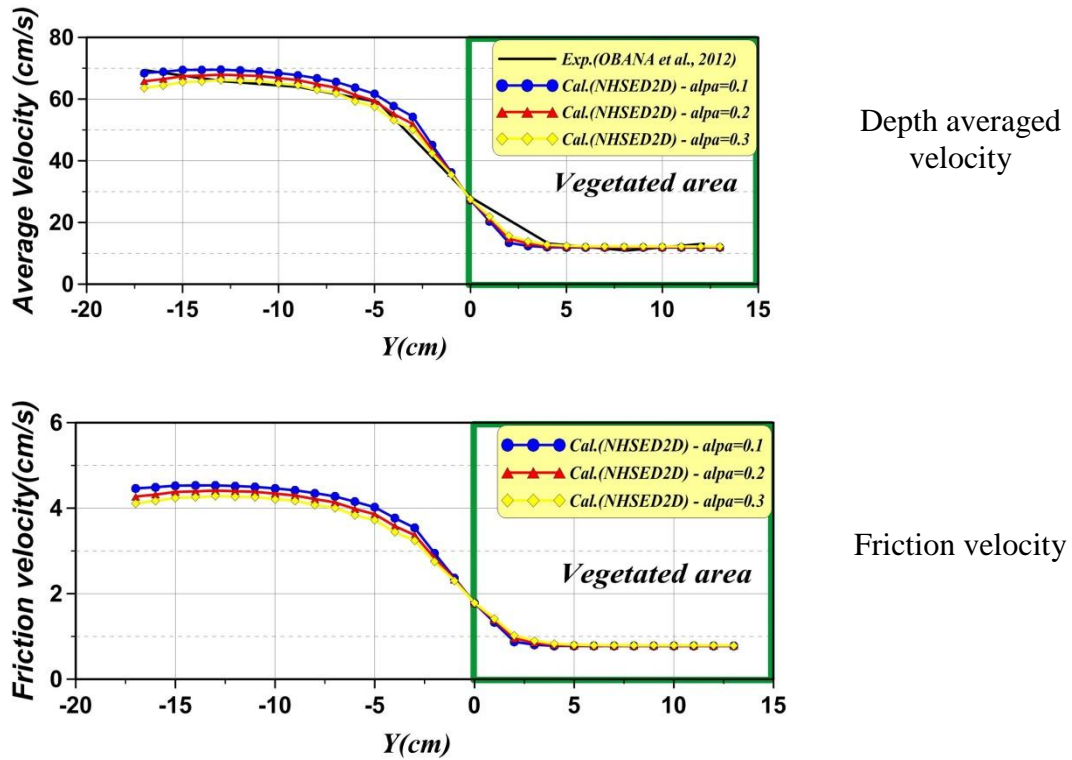 Average Velocity (cm/s)
80
60
40
20
0
Exp.(OBANA et al., 2012)
Cal.(NHSED2D) - alpa=0.1
Cal.(NHSED2D) - alpa=0.2
Cal.(NHSED2D) - alpa=0.3
Vegetated area
-20 -15 -10 -5 0 5 10 15
Y(cm)
Depth averaged
velocity
Friction velocity(cm/s)
6
4
2
0
Cal.(NHSED2D) - alpa=0.1
Cal.(NHSED2D) - alpa=0.2
Cal.(NHSED2D) - alpa=0.3
Vegetated area
-20 -15 -10 -5 0 5 10 15
Y(cm)
Friction velocity